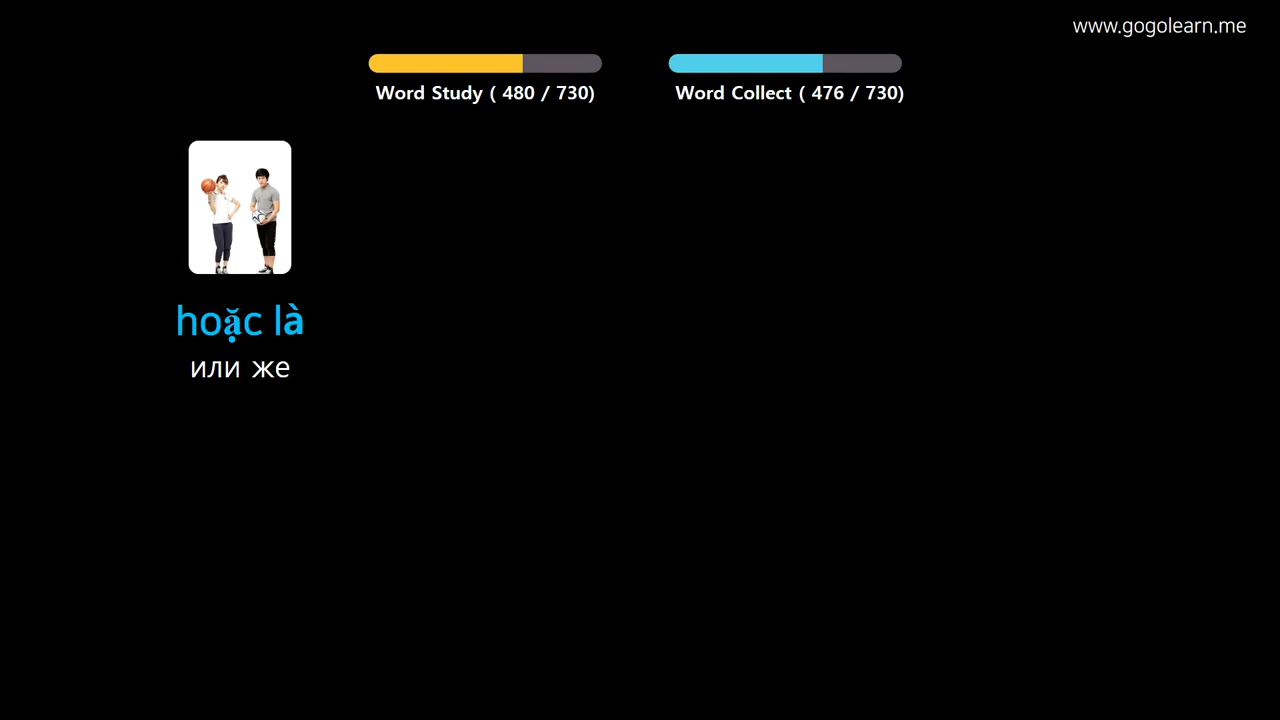 www.gogolearn.me
Word Study ( 480 / 730)
Word Collect ( 476 / 730)
hoặc là
или же